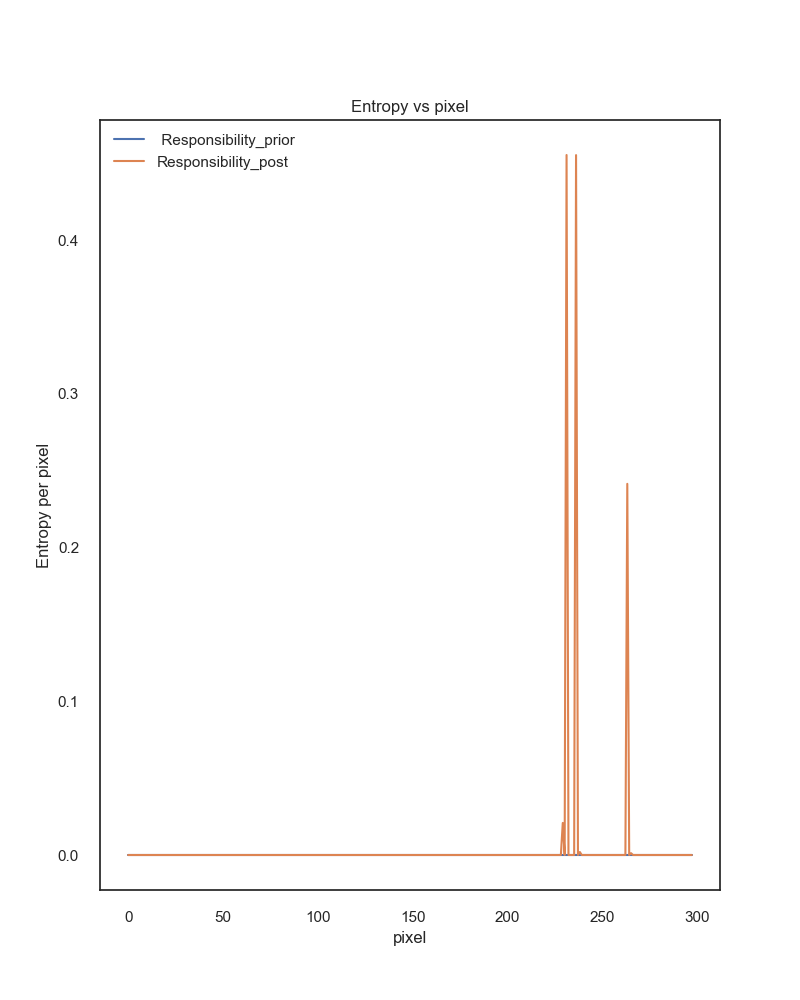 Entropy vs pixel
Responsibility_prior
Responsibility_post
Entropy per pixel
0.4
0.3
0.2
0.1
0.0
0 50 100 150 200 250 300
pixel